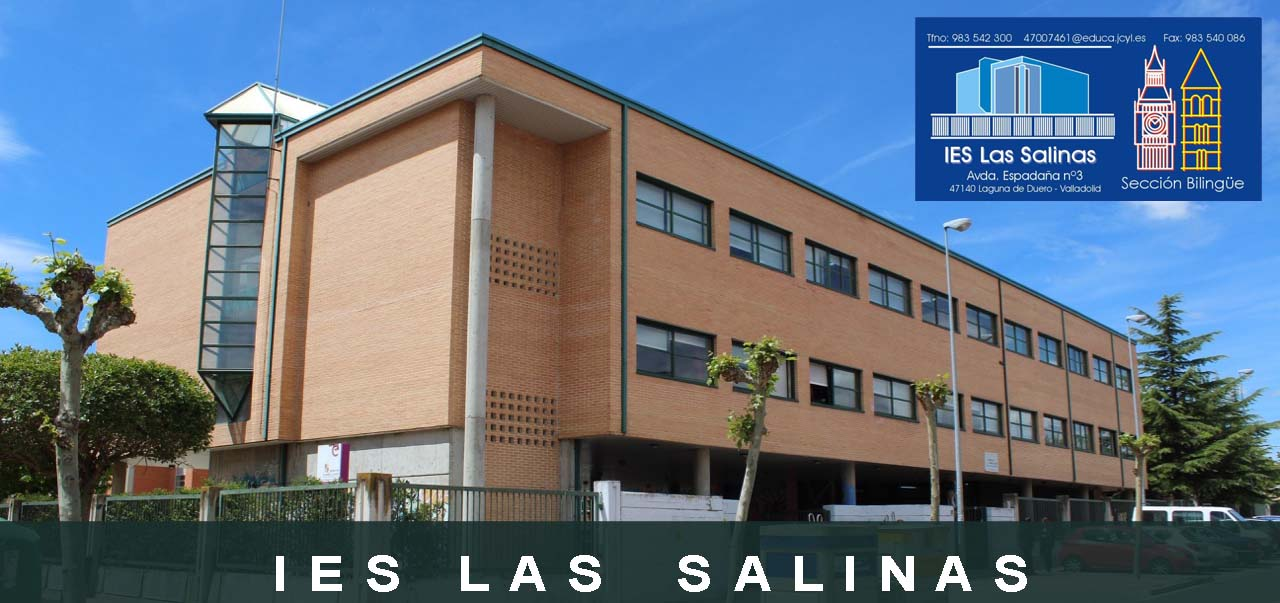 Tfno: 983 542 300 47007461@educa.jcyl.es Fax: 983 540 086
IES Las Salinas
Avda. Espadaña nº3
47140 Laguna de Duero - Valladolid
Sección Bilingüe
IES LAS SALINAS